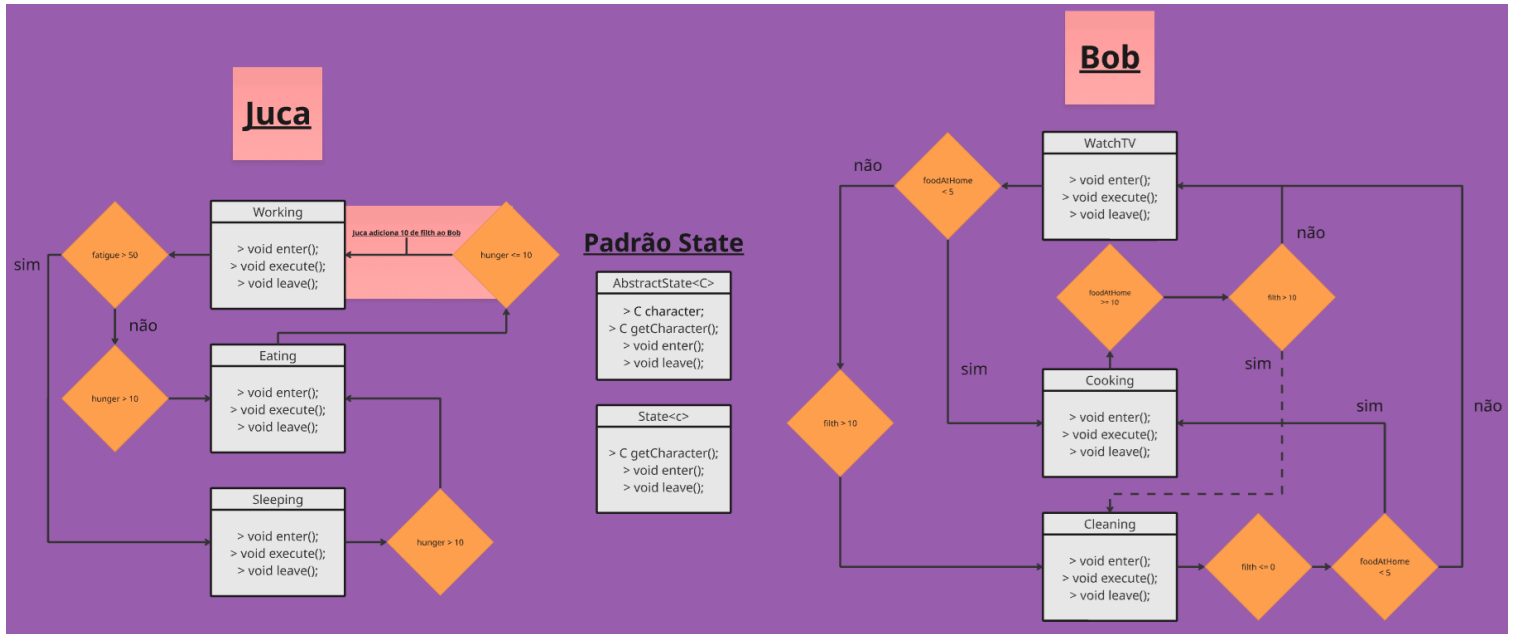 Juca
Working
> void enter();
> void execute();
> void leave();
fatigue > 50
sim
não
Juca adiciona 10 de filth ao Bob
hunger <= 10
hunger > 10
Eating
> void enter();
> void execute();
> void leave();
Sleeping
> void enter();
> void execute();
> void leave();
hunger > 10
Padrão State
AbstractState<C>
> C character;
> C getCharacter();
> void enter();
> void leave();
State<c>
> C getCharacter();
> void enter();
> void leave();
Bob
WatchTV
> void enter();
> void execute();
> void leave();
não
foodAtHome
< 5
sim
filth > 10
foodAtHome
>= 10
filth > 10
não
sim
Cooking
> void enter();
> void execute();
> void leave();
sim
não
Cleaning
> void enter();
> void execute();
> void leave();
filth <= 0
foodAtHome
< 5